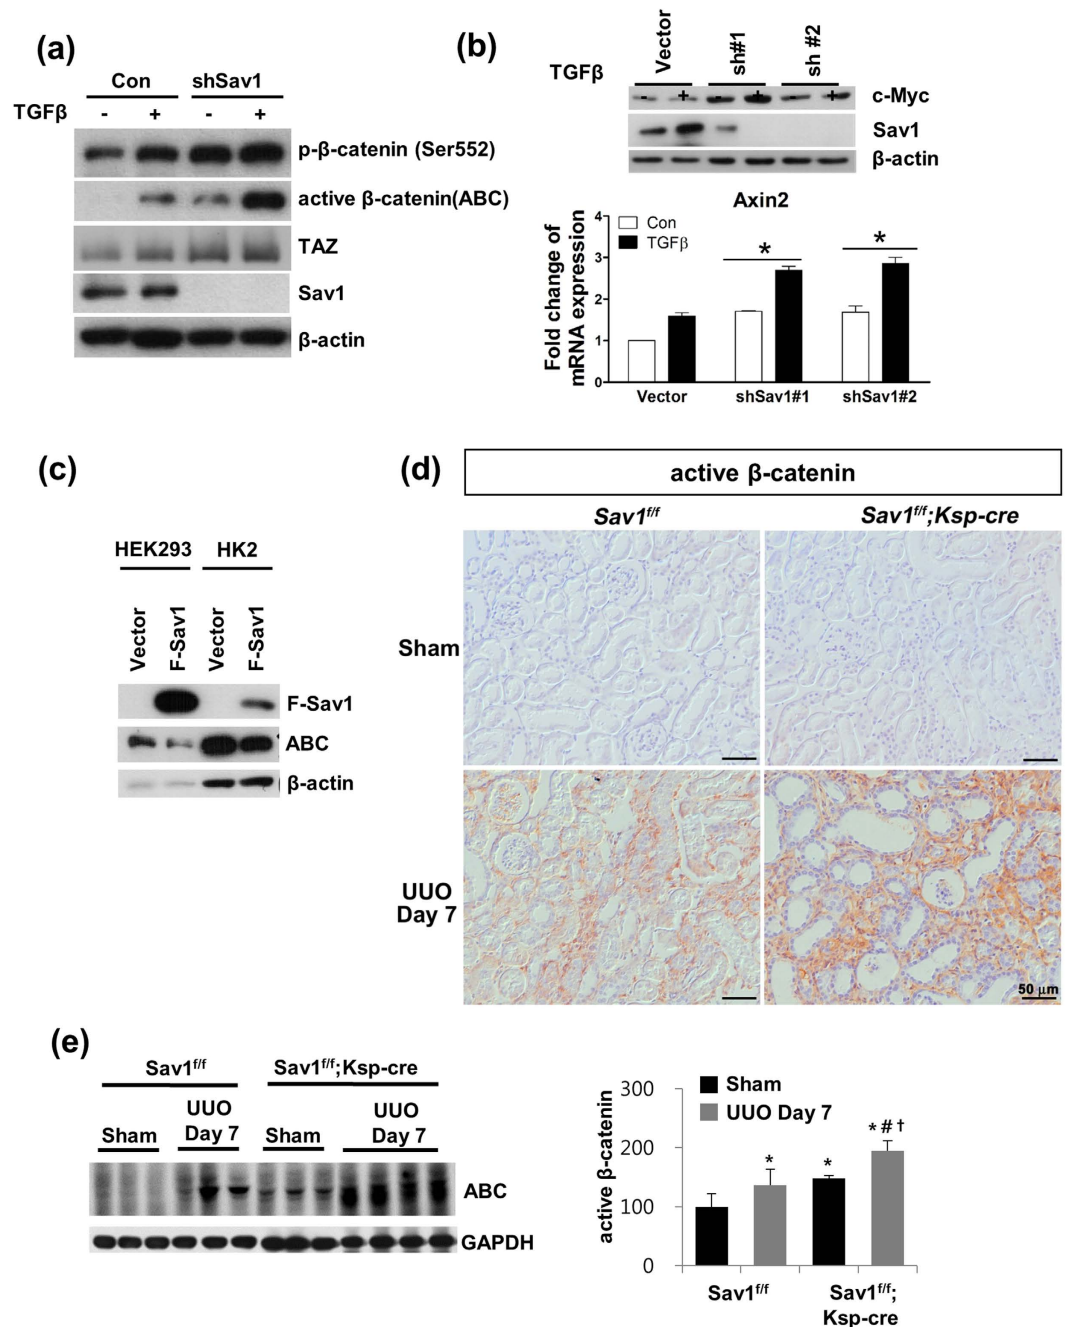 (a)
Con shSav1
TGFβ - + - +
p-β-catenin (Ser552)
active β-catenin(ABC)
TAZ
Sav1
β-actin
(b)
Vector sh#1 sh #2
TGFβ
- + - + - +
c-Myc
Sav1
β-actin
Axin2
Fold change of
mRNA expression
4
3
2
1
0
Con
TGFβ
* *
Vector shSav1#1 shSav1#2
(c)
HEK293 HK2
Vector F-Sav1 Vector F-Sav1
F-Sav1
ABC
β-actin
(d)
active β-catenin
Sav1f/f Sav1f/f;Ksp-cre
Sham
UUO
Day 7
50 μm
(e)
Sav1f/f Sav1f/f;Ksp-cre
Sham UUO Day 7 Sham UUO Day 7
ABC
GAPDH
active β-catenin
300
200
100
0
Sham
UUO Day 7
* * * # †
Sav1f/f Sav1f/f;
Ksp-cre